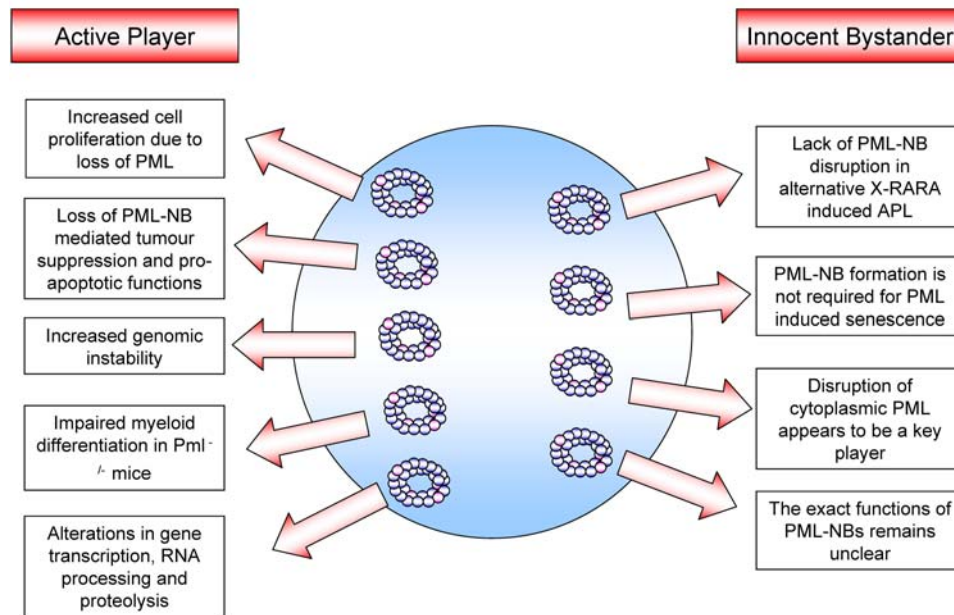 Active Player
Increased cell
proliferation due to
loss of PML
Loss of PML-NB
mediated tumour
suppression and pro-
apoptotic functions
Increased genomic
instability
Impaired myeloid
differentiation in Pml -
/- mice
Alterations in gene
transcription, RNA
processing and
proteolysis
Innocent Bystander
Lack of PML-NB
disruption in
alternative X-RARA
induced APL
PML-NB formation is
not required for PML
induced senescence
Disruption of
cytoplasmic PML
appears to be a key
player
The exact functions of
PML-NBs remains
unclear